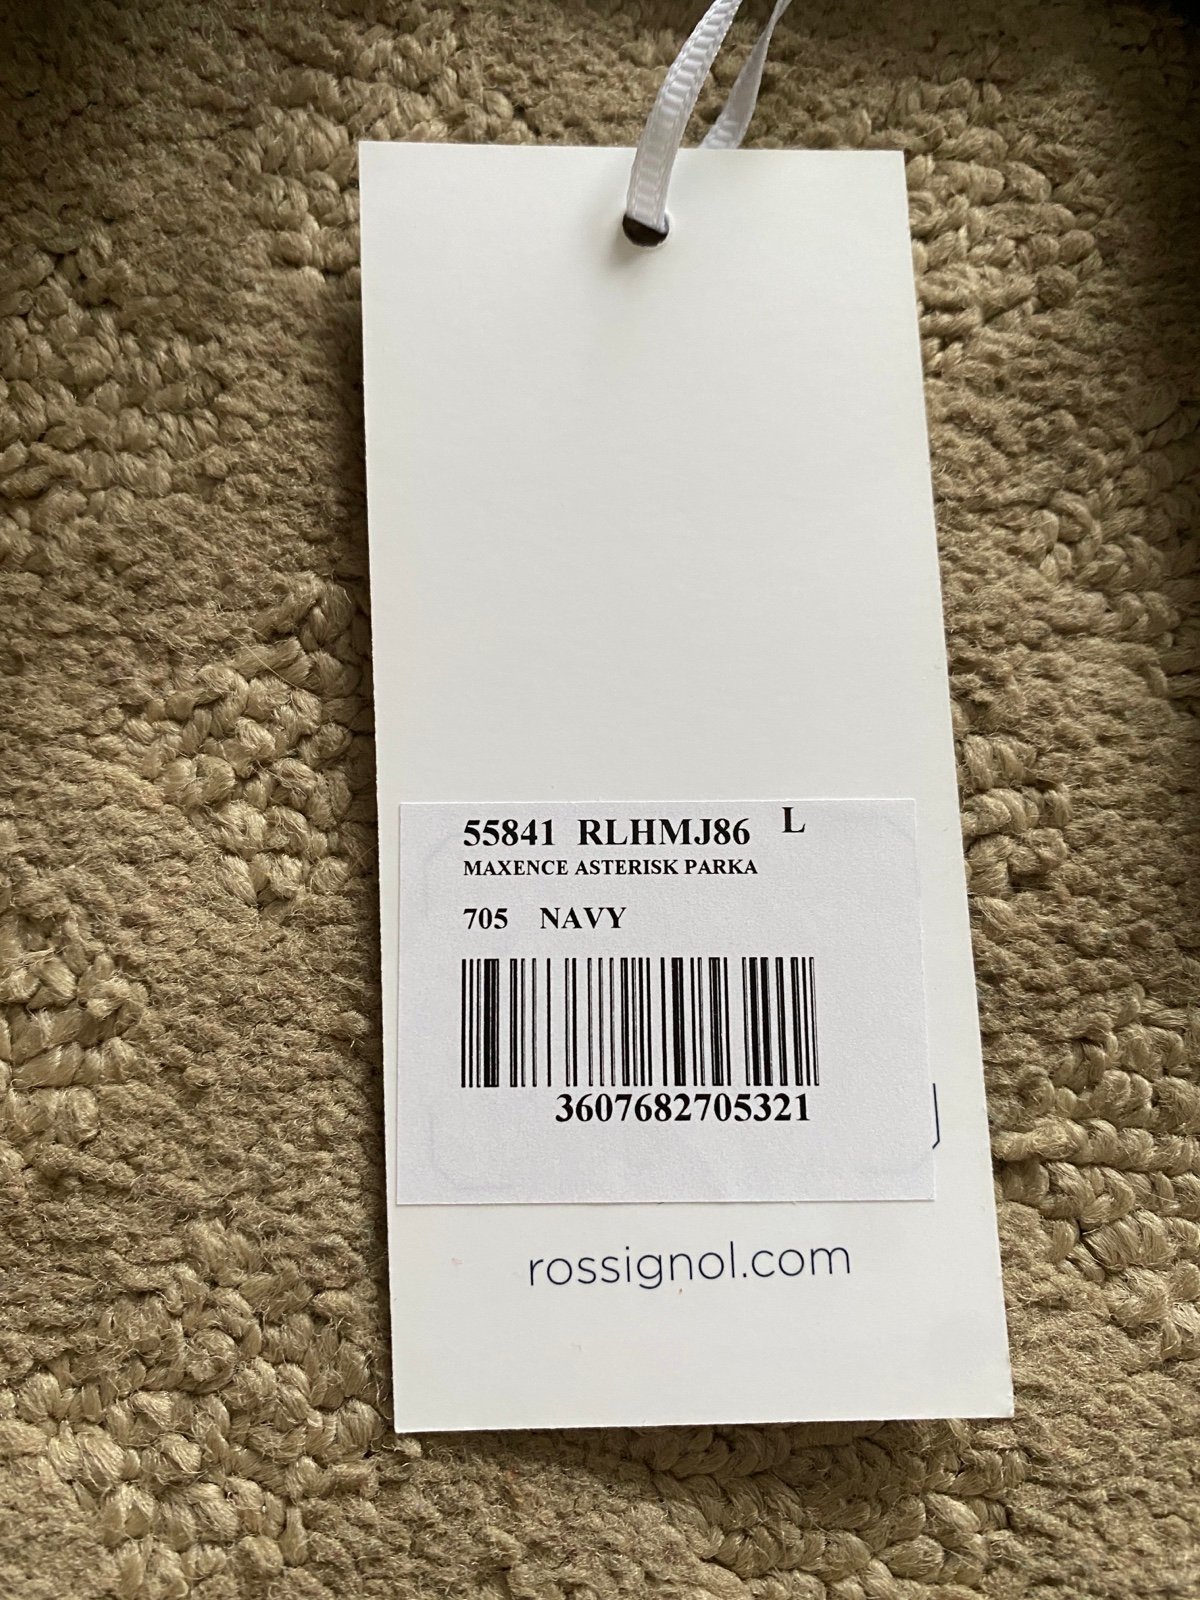 55841 RLHMJ86 L
MAXENCE ASTERISK PARKA
705 NAVY
3607682705321
rossignol.com